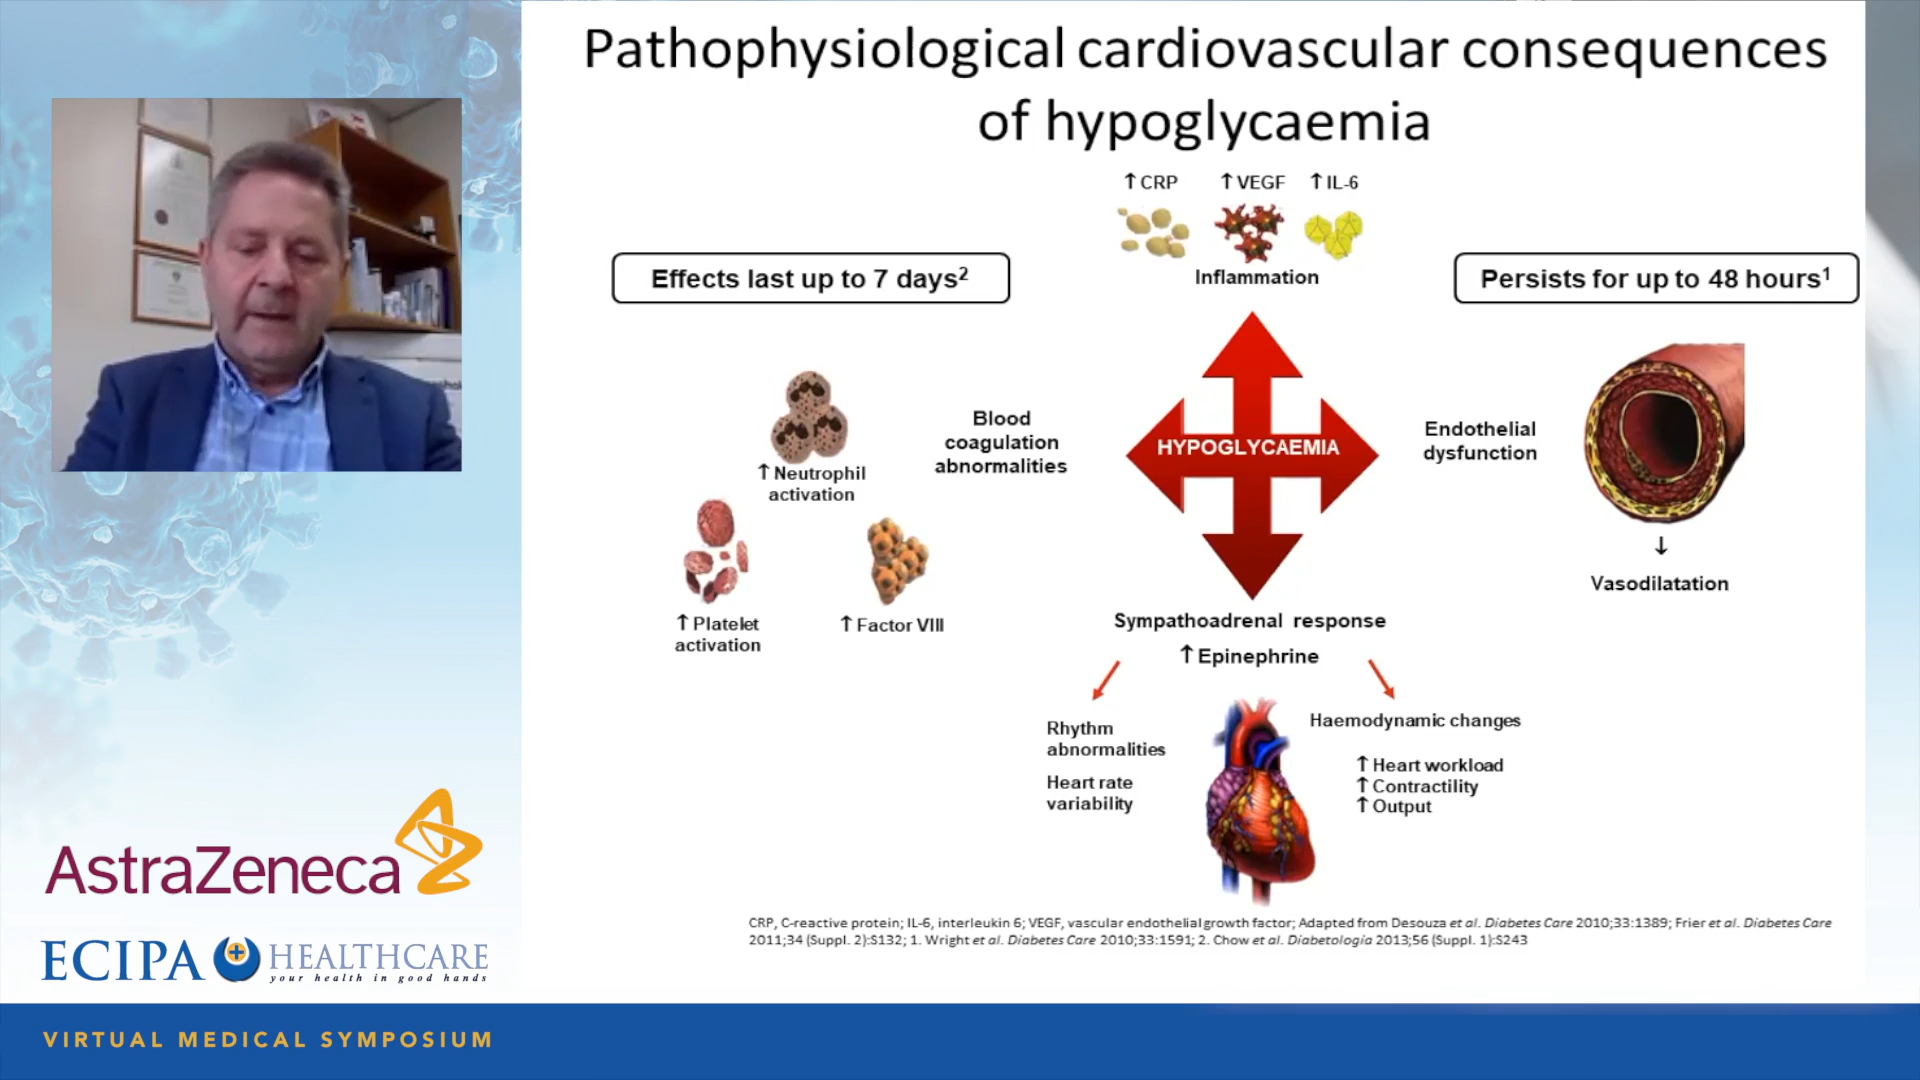 Pathophysiological cardiovascular consequences
of hypoglycaemia
↑CRP ↑VEGF ↑IL-6
Inflammation
Effects last up to 7 days2
Persists for up to 48 hours1
Blood
coagulation
abnormalities
HYPOGLYCAEMIA
Endothelial
dysfunction
↑Neutrophil
activation
↑Platelet
activation
↑Factor VIII
↓
Vasodilatation
Sympathoadrenal response
↑Epinephrine
Rhythm
abnormalities
Heart rate
variability
Haemodynamic changes
↑Heart workload
↑Contractility
↑Output
CRP, C-reactive protein; IL-6, interleukin 6; VEGF, vascular endothelial growth factor; Adapted from Desouza et al. Diabetes Care 2010;33:1389; Frier et al. Diabetes Care
2011;34 (Suppl. 2):S132; 1. Wright et al. Diabetes Care 2010;33:1591; 2. Chow et al. Diabetologia 2013;56 (Suppl. 1):S243
AstraZeneca
ECIPA HEALTHCARE
your health in good hands
VIRTUAL MEDICAL SYMPOSIUM